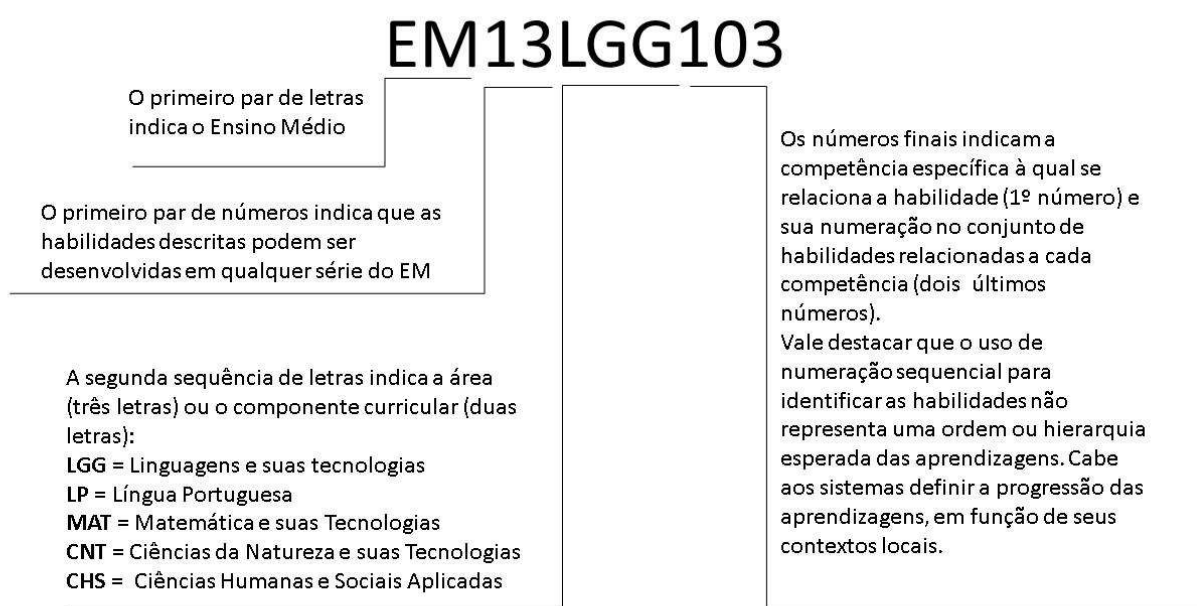 EM13LGG103
O primeiro par de letras
indica o Ensino Médio
O primeiro par de números indica que as
habilidades descritas podem ser
desenvolvidas em qualquer série do EM
A segunda sequência de letras indica a área
(três letras) ou o componente curricular (duas
letras):
LGG = Linguagens e suas tecnologias
LP = Língua Portuguesa
MAT = Matemática e suas Tecnologias
CNT = Ciências da Natureza e suas Tecnologias
CHS = Ciências Humanas e Sociais Aplicadas
Os números finais indicam a
competência específica à qual se
relaciona a habilidade (1º número) e
sua numeração no conjunto de
habilidades relacionadas a cada
competência (dois últimos
números).
Vale destacar que o uso de
numeração sequencial para
identificar as habilidades não
representa uma ordem ou hierarquia
esperada das aprendizagens. Cabe
aos sistemas definir a progressão das
aprendizagens, em função de seus
contextos locais.